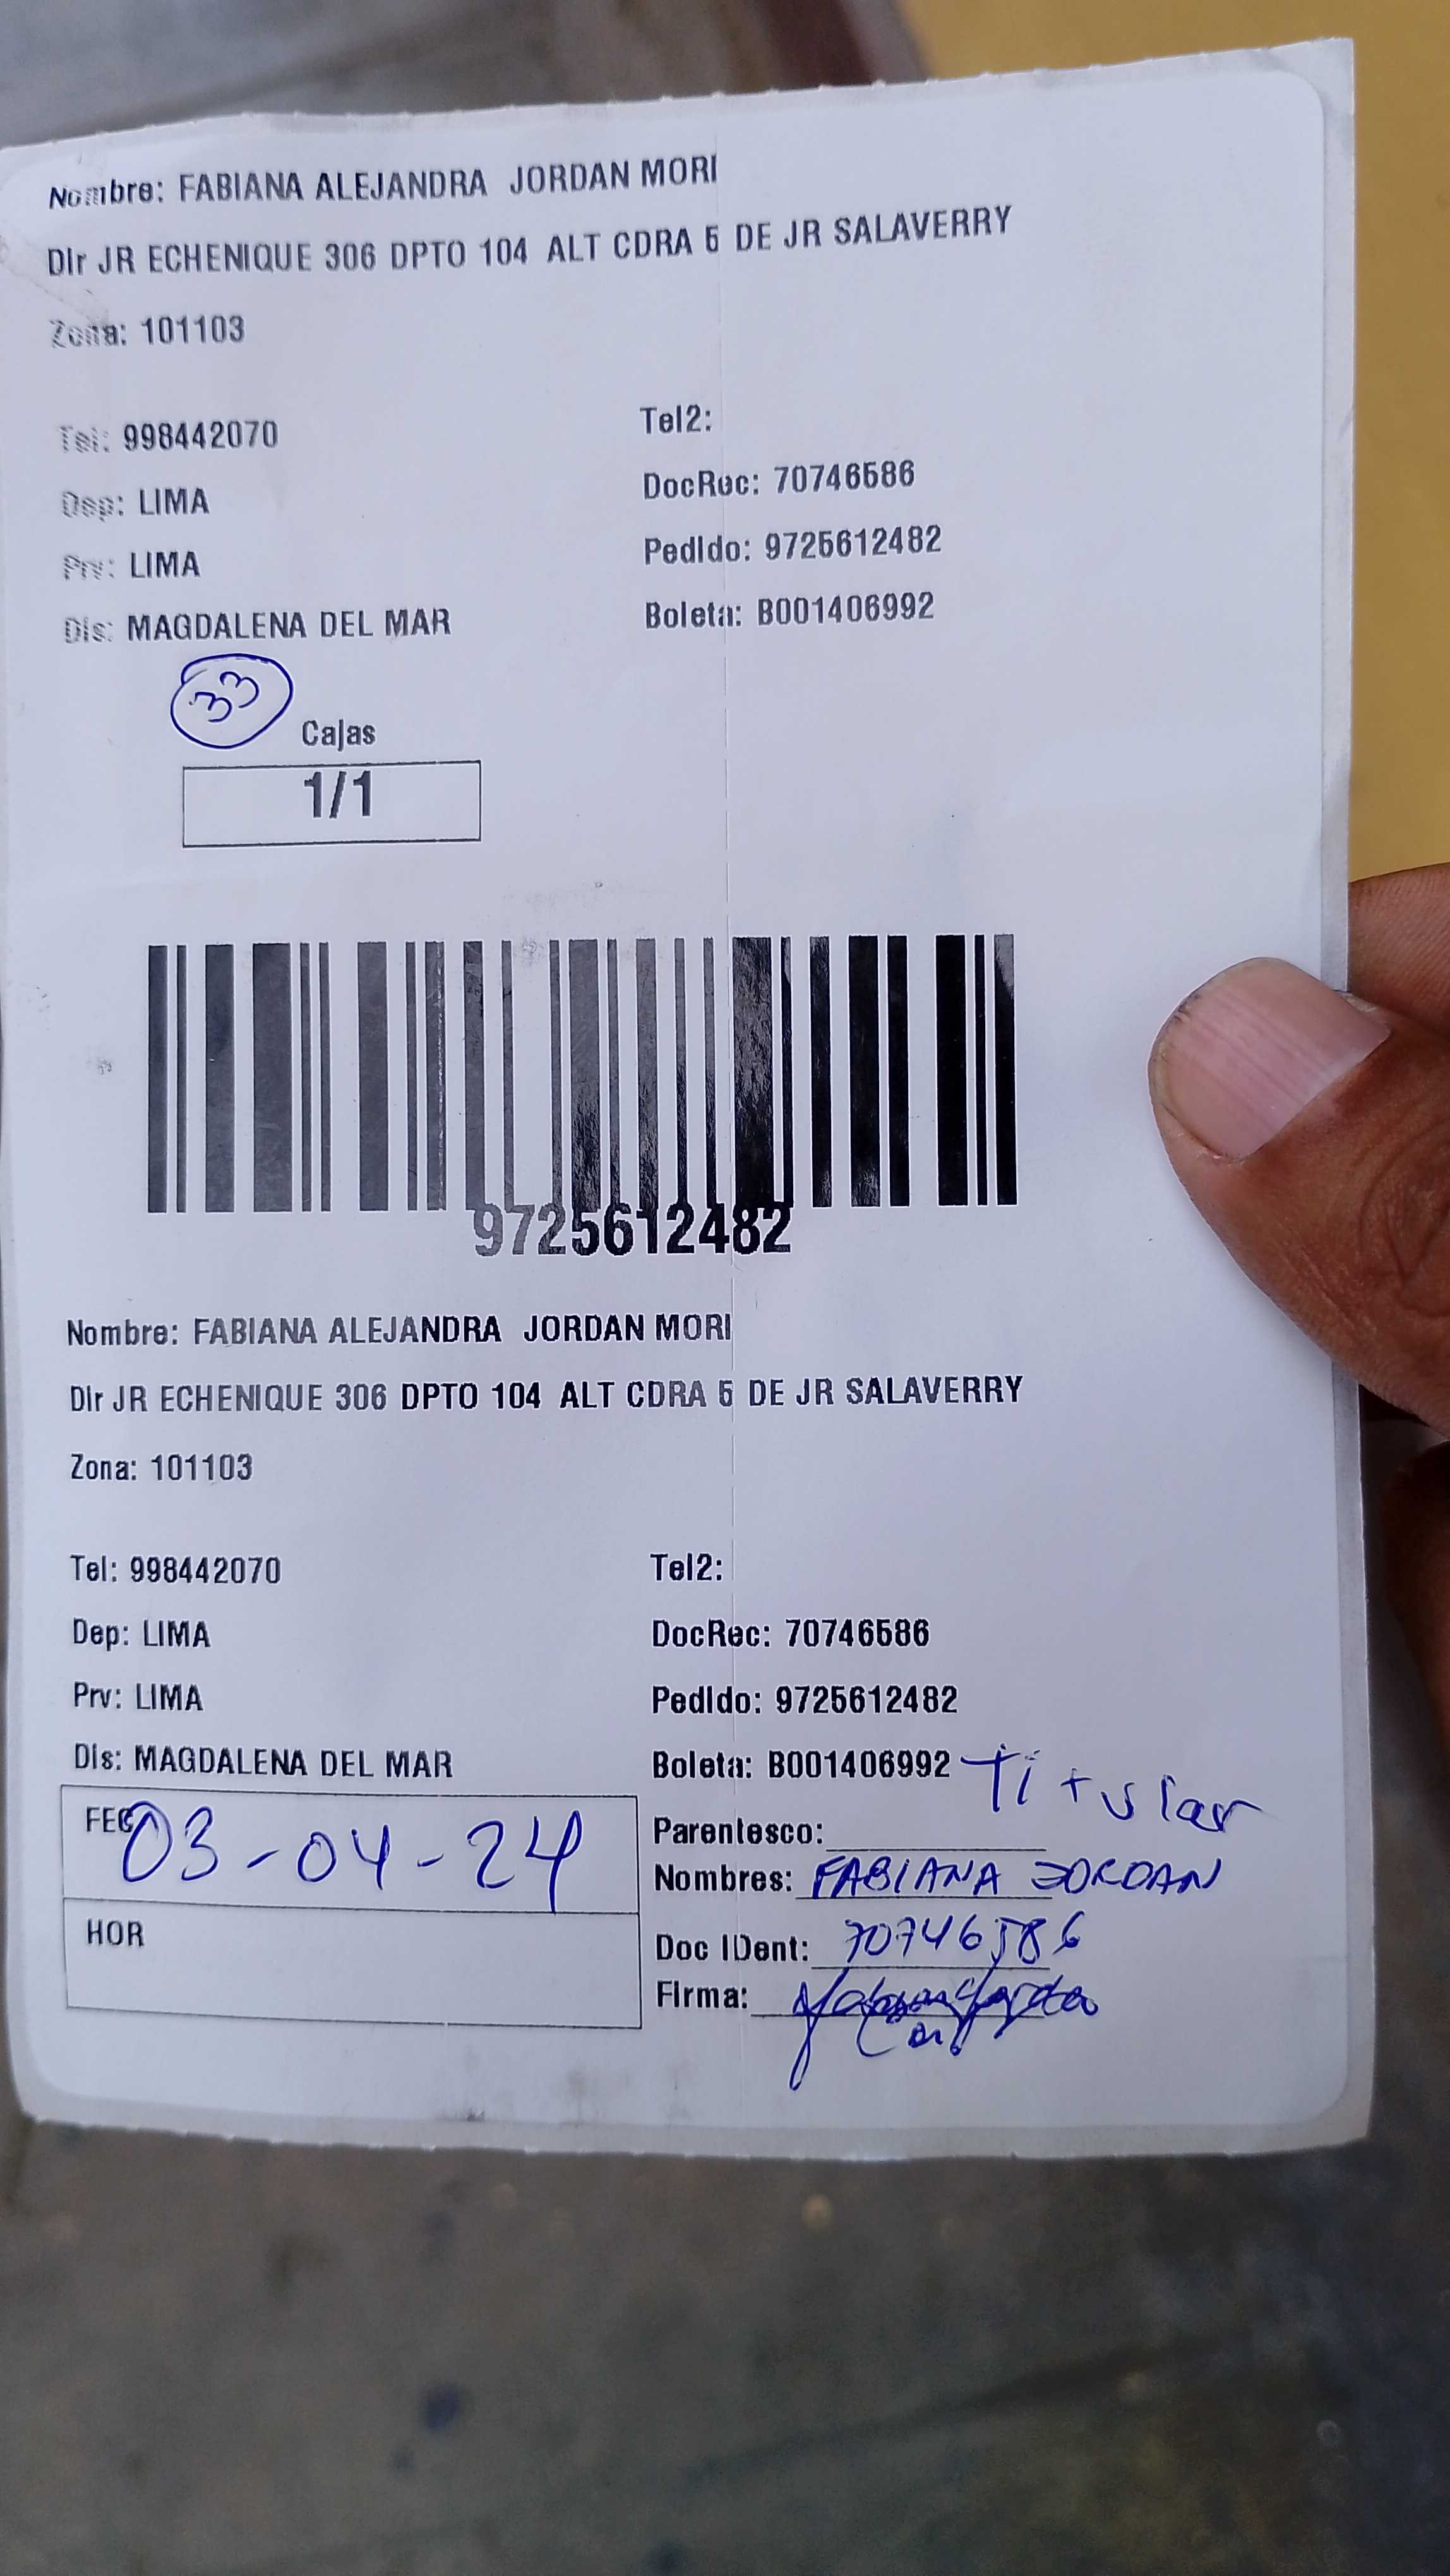 Nombre: FABIANA ALEJANDRA JORDAN MORI
Dir JR ECHENIQUE 306 DPTO 104 ALT CDRA 5 DE JR SALAVERRY
Zona: 101103
Tel: 998442070
Tel2:
Dep: LIMA
DocRec: 70746586
Prv: LIMA
Pedido: 9725612482
Dis: MAGDALENA DEL MAR
Boleta: B001406992
33
Cajas
1/1
9725612482
Nombre: FABIANA ALEJANDRA JORDAN MORI
Dir JR ECHENIQUE 306 DPTO 104 ALT CDRA 5 DE JR SALAVERRY
Zona: 101103
Tel: 998442070
Tel2:
Dep: LIMA
DocRec: 70746586
Prv: LIMA
Pedido: 9725612482
Dis: MAGDALENA DEL MAR
Boleta: B001406992
FEC 03-04-24
Parentesco: Titular
Nombres: FABIANA JORDAN
HOR
Doc IDent: 70746586
Firma: